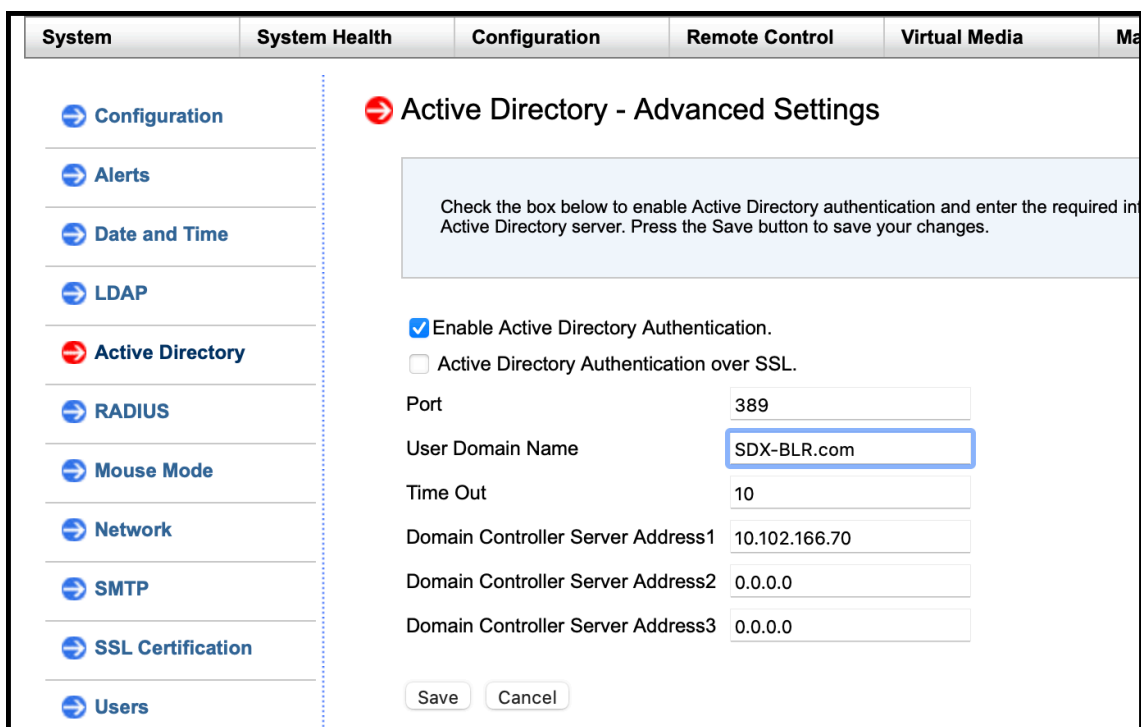 System System Health Configuration Remote Control Virtual Media
Configuration
Alerts
Date and Time
LDAP
Active Directory
RADIUS
Mouse Mode
Network
SMTP
SSL Certification
Users
Active Directory - Advanced Settings
Check the box below to enable Active Directory authentication and enter the required
Active Directory server. Press the Save button to save your changes.
Enable Active Directory Authentication.
Active Directory Authentication over SSL.
Port 389
User Domain Name SDX-BLR.com
Time Out 10
Domain Controller Server Address1 10.102.166.70
Domain Controller Server Address2 0.0.0.0
Domain Controller Server Address3 0.0.0.0
Save Cancel